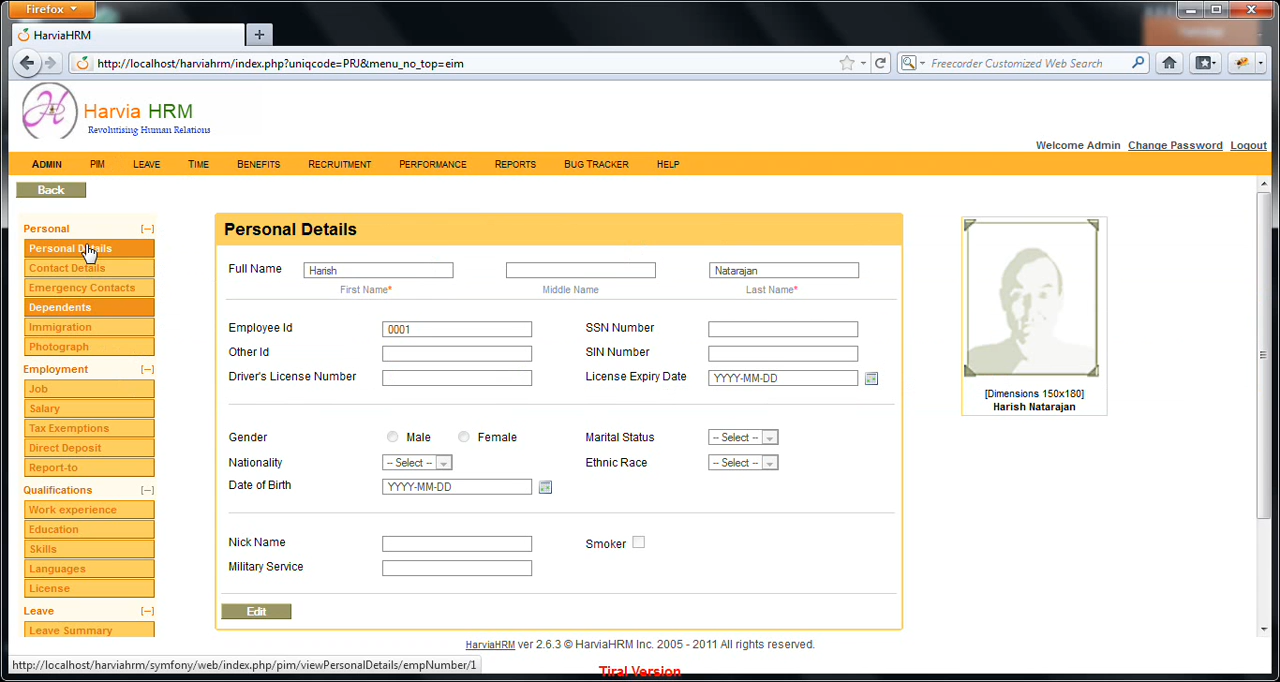 Firefox
HarviaHRM
http://localhost/harviahrm/index.php?uniqcode=PRJ&menu_no_top=eim
Freecorder Customized Web Search
Harvia HRM
Revolutising Human Relations
Welcome Admin Change Password Logout
ADMIN PIM LEAVE TIME BENEFITS RECRUITMENT PERFORMANCE REPORTS BUG TRACKER HELP
Back
Personal [–]
Personal Details
Contact Details
Emergency Contacts
Dependents
Immigration
Photograph
Employment [–]
Job
Salary
Tax Exemptions
Direct Deposit
Report-to
Qualifications [–]
Work experience
Education
Skills
Languages
License
Leave [–]
Leave Summary
Personal Details
Full Name Harish Natarajan
First Name* Middle Name Last Name*
Employee Id 0001 SSN Number
Other Id SIN Number
Driver's License Number License Expiry Date YYYY-MM-DD
Gender Male Female Marital Status -- Select --
Nationality -- Select -- Ethnic Race -- Select --
Date of Birth YYYY-MM-DD
Nick Name Smoker
Military Service
Edit
[Dimensions 150x180]
Harish Natarajan
HarviaHRM ver 2.6.3 © HarviaHRM Inc. 2005 - 2011 All rights reserved.
http://localhost/harviahrm/symfony/web/index.php/pim/viewPersonalDetails/empNumber/1
Tiral Version